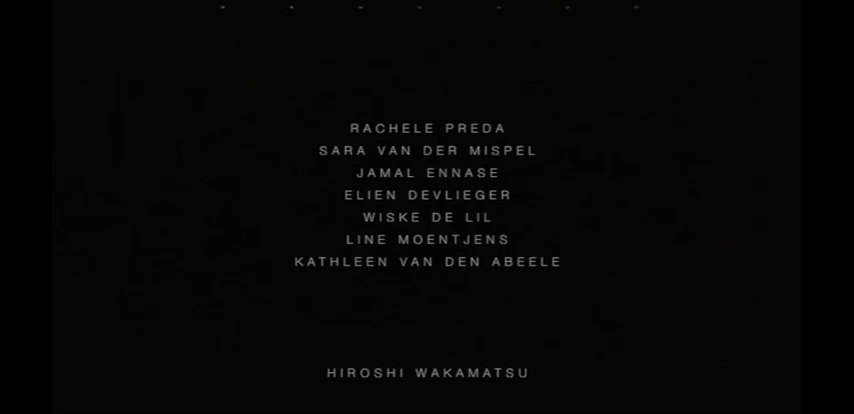 RACHELE PREDA
SARA VAN DER MISPEL
JAMAL ENNASE
ELIEN DEVLIEGER
WISKE DE LIL
LINE MOENTJENS
KATHLEEN VAN DEN ABEELE
HIROSHI WAKAMATSU